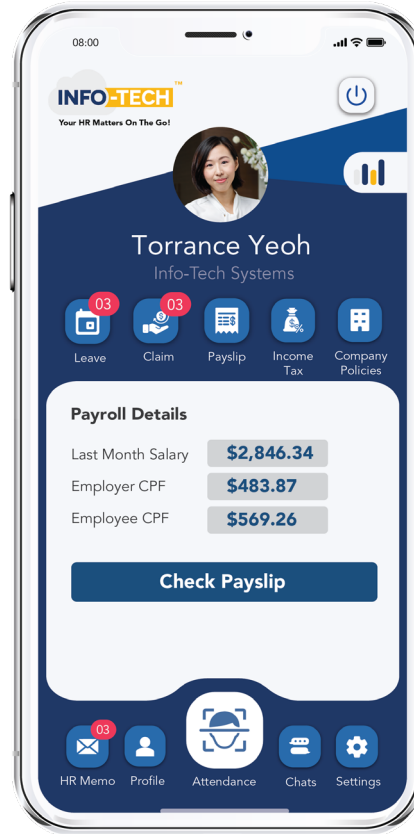 08:00
INFO-TECH™
Your HR Matters On The Go!
Torrance Yeoh
Info-Tech Systems
03
03
Leave
Claim
Payslip
Income
Tax
Company
Policies
Payroll Details
Last Month Salary $2,846.34
Employer CPF $483.87
Employee CPF $569.26
Check Payslip
03
HR Memo
Profile
Attendance
Chats
Settings